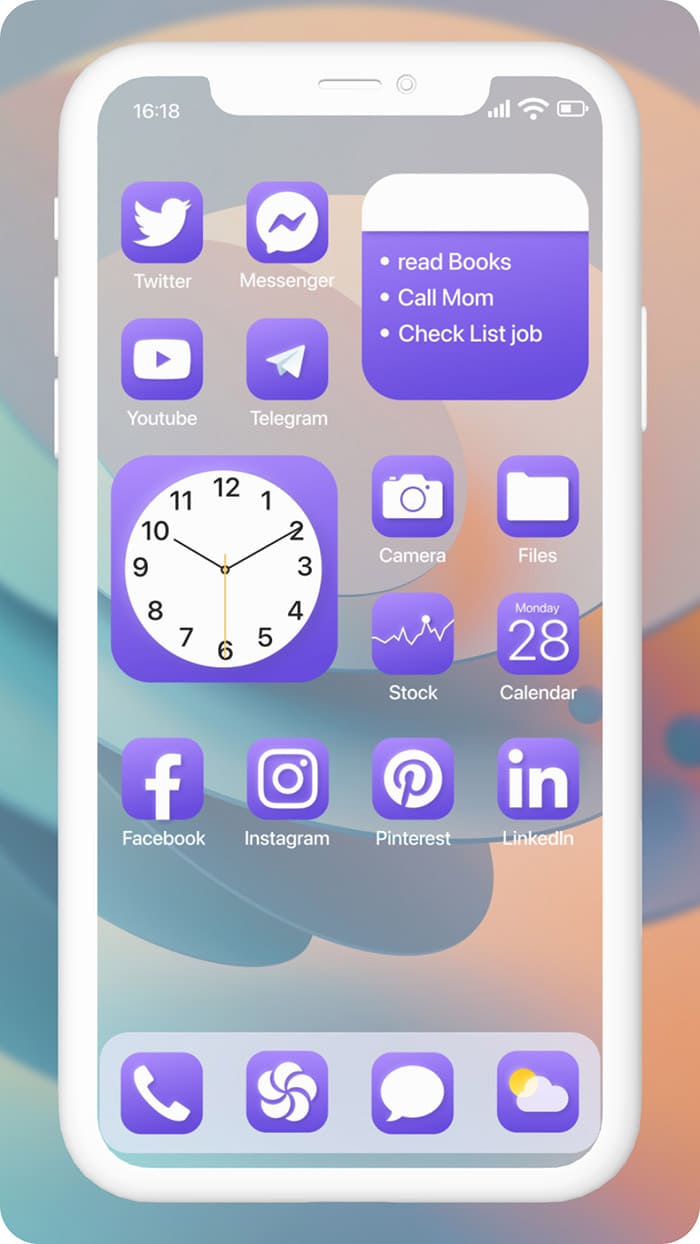 16:18
Twitter
Messenger
• read Books
• Call Mom
• Check List job
Youtube
Telegram
12
11 1
10 2
9 3
8 4
7 5
6
Camera
Files
Monday
28
Stock
Calendar
Facebook
Instagram
Pinterest
in
LinkedIn